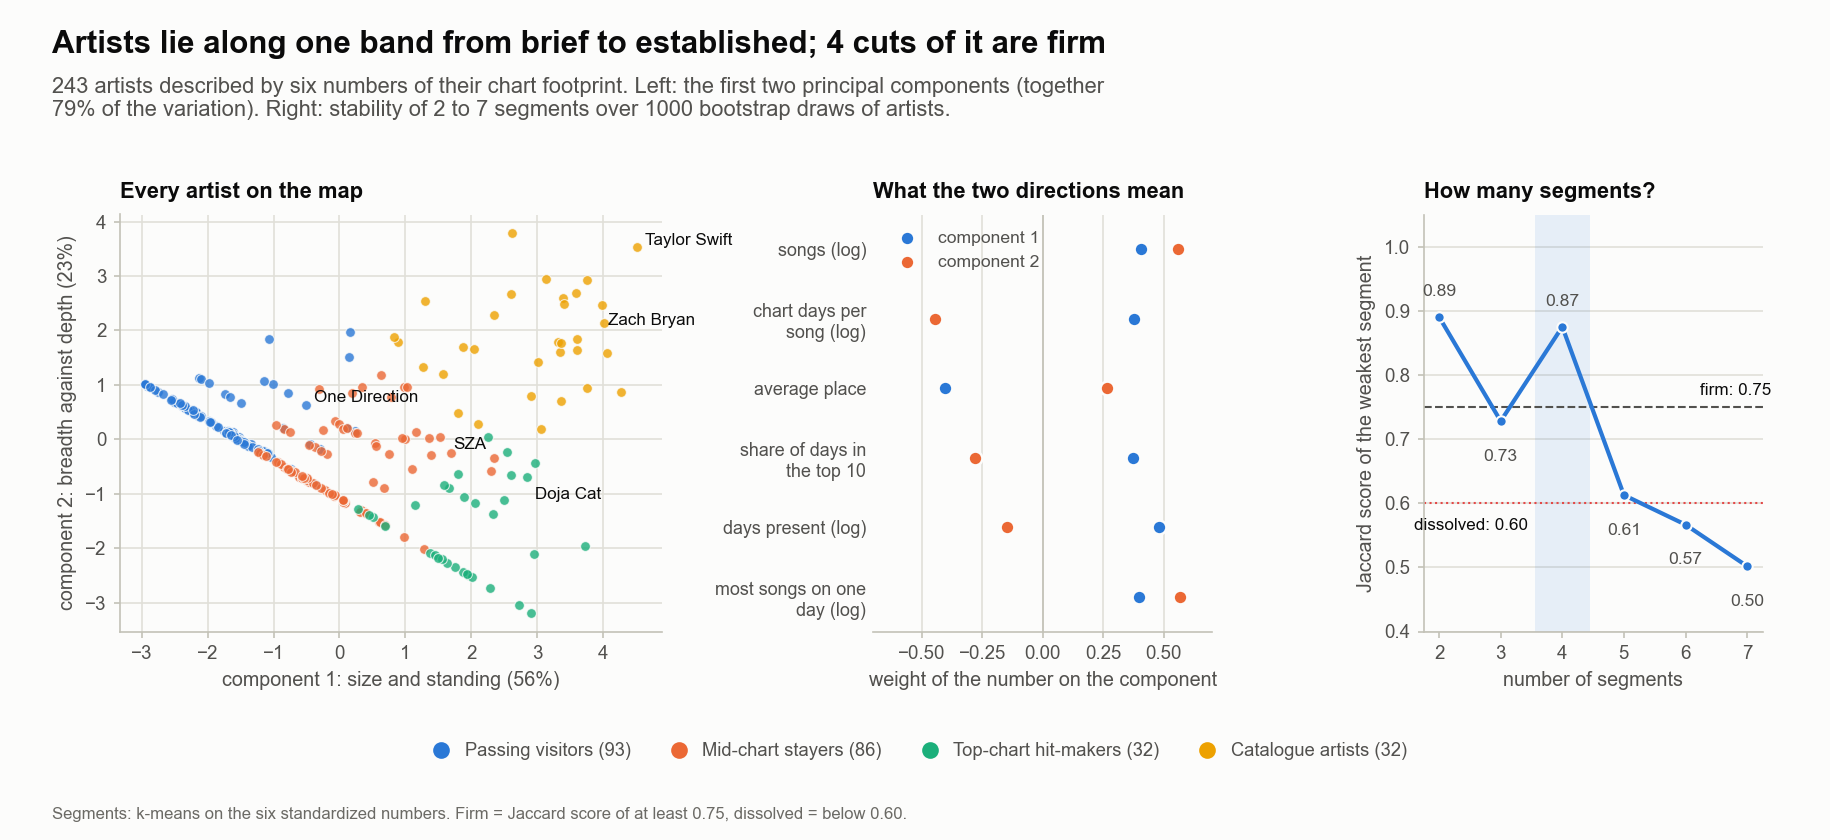 Artists lie along one band from brief to established; 4 cuts of it are firm
243 artists described by six numbers of their chart footprint. Left: the first two principal components (together
79% of the variation). Right: stability of 2 to 7 segments over 1000 bootstrap draws of artists.
Every artist on the map
component 2: breadth against depth (23%)
4
3
2
1
0
−1
−2
−3
Taylor Swift
Zach Bryan
One Direction
SZA
Doja Cat
−3 −2 −1 0 1 2 3 4
component 1: size and standing (56%)
What the two directions mean
component 1
component 2
songs (log)
chart days per
song (log)
average place
share of days in
the top 10
days present (log)
most songs on one
day (log)
−0.50 −0.25 0.00 0.25 0.50
weight of the number on the component
How many segments?
Jaccard score of the weakest segment
1.0
0.9
0.8
0.7
0.6
0.5
0.4
0.89
0.73
0.87
0.61
0.57
0.50
firm: 0.75
dissolved: 0.60
2 3 4 5 6 7
number of segments
Passing visitors (93)
Mid-chart stayers (86)
Top-chart hit-makers (32)
Catalogue artists (32)
Segments: k-means on the six standardized numbers. Firm = Jaccard score of at least 0.75, dissolved = below 0.60.